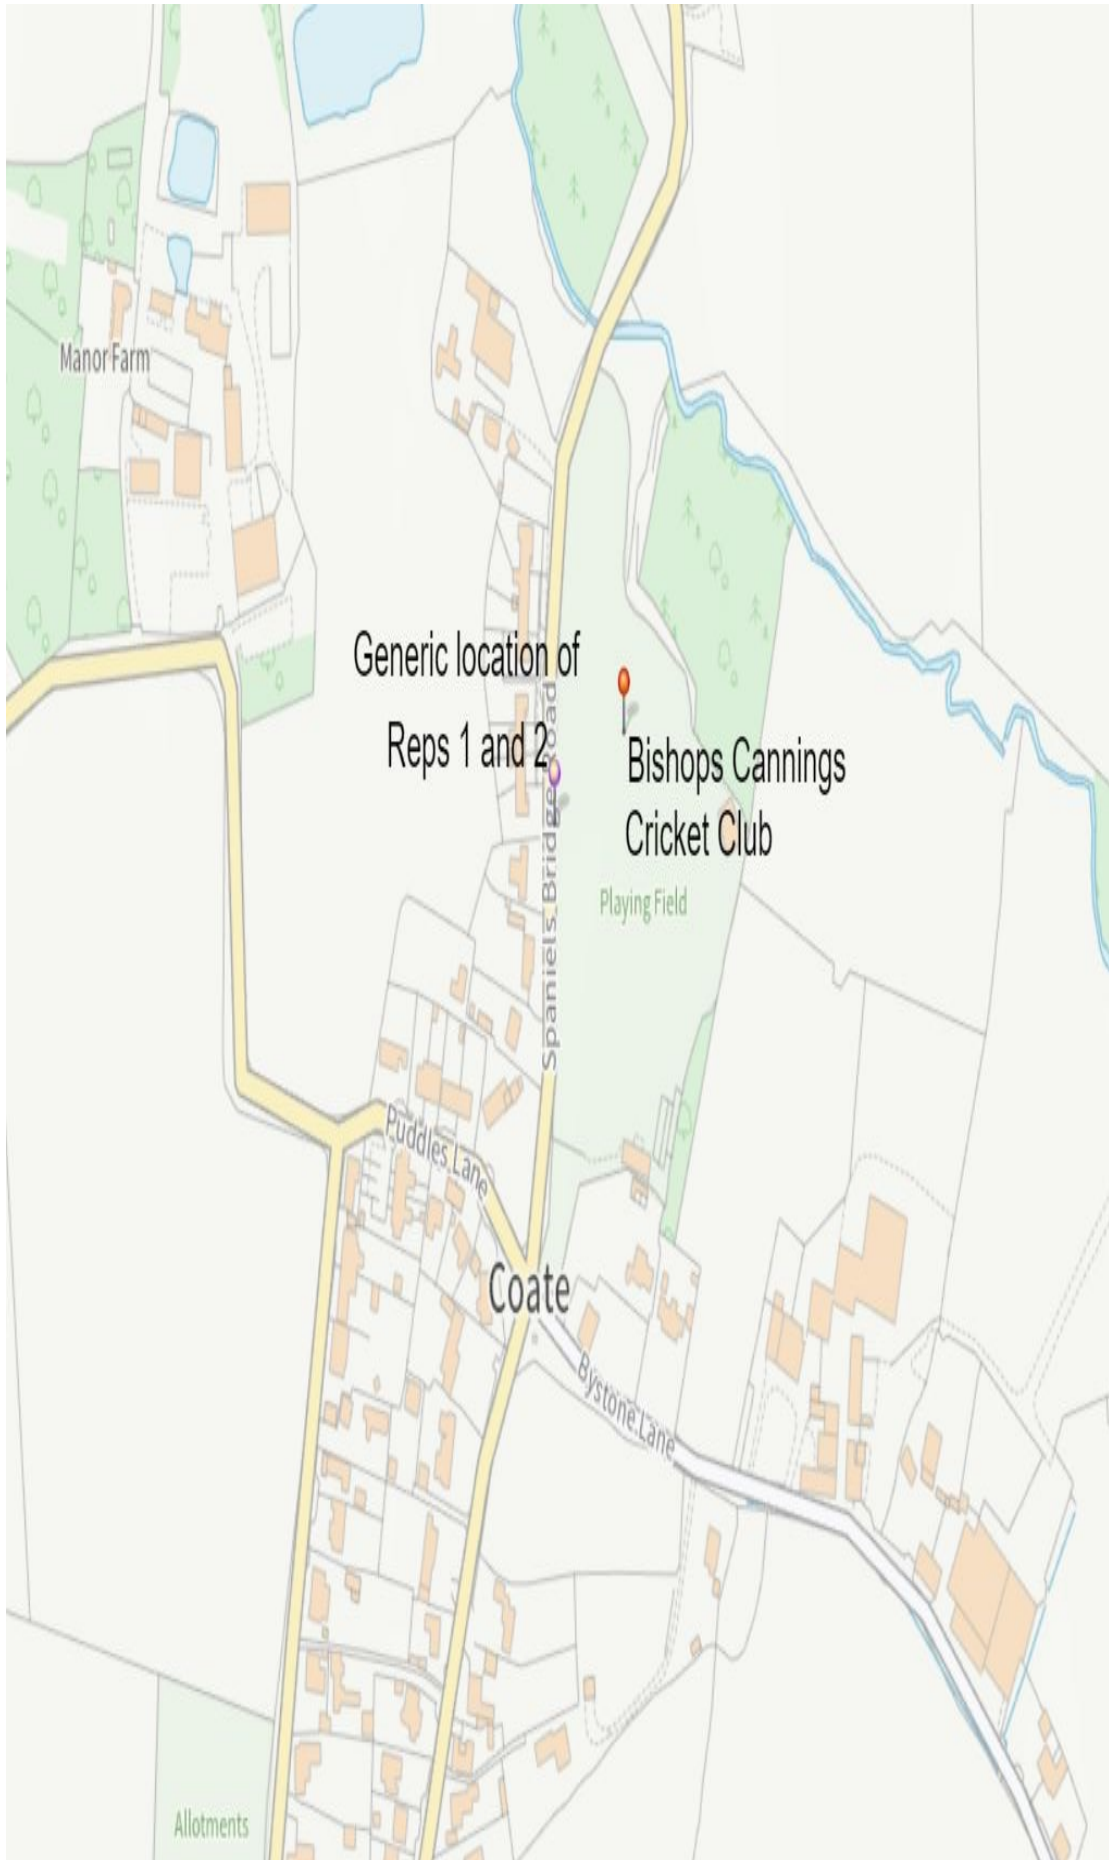 Manor Farm
Generic location of
Reps 1 and 2
Spaniels Bridge Road
Bishops Cannings
Cricket Club
Playing Field
Puddles Lane
Coate
Bystone Lane
Allotments